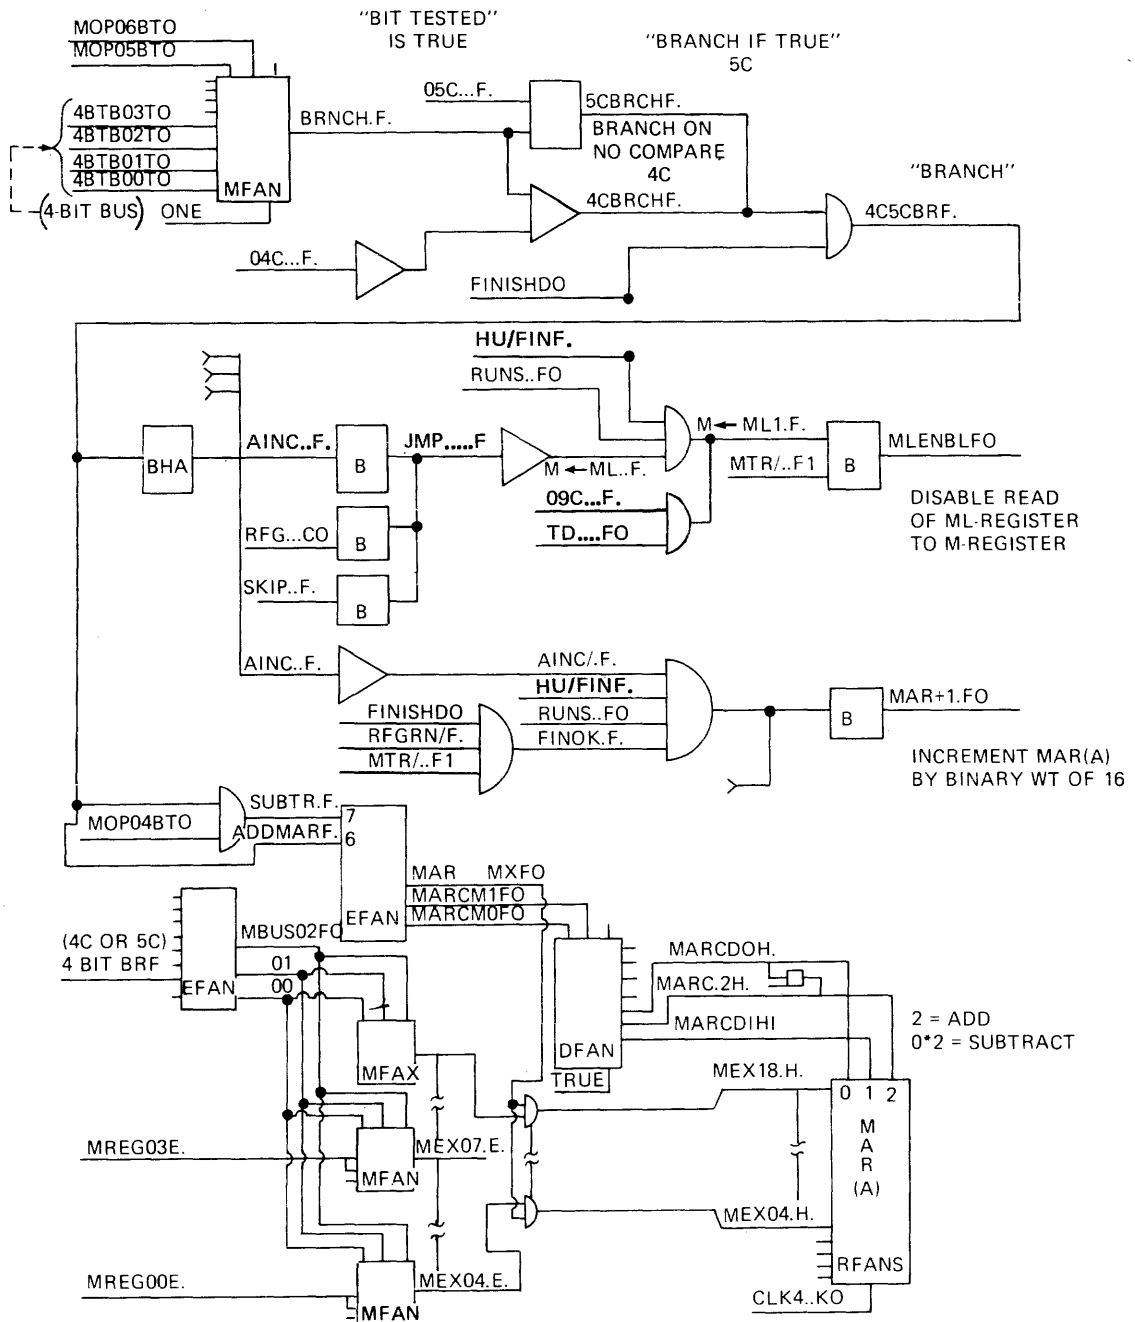 MOP06BTO
MOP05BTO
"BIT TESTED"
IS TRUE
"BRANCH IF TRUE"
5C
4BTB03TO
4BTB02TO
4BTB01TO
4BTB00TO
(4-BIT BUS)
ONE
MFAN
BRNCH.F.
05C...F.
5CBRCHF.
BRANCH ON
NO COMPARE
4C
4CBRCHF.
"BRANCH"
4C5CBRF.
04C...F.
FINISHDO
HU/FINF.
RUNS..FO
BHA
AINC..F.
B
JMP.....F
M ← ML..F.
M ← ML1.F.
MTR/..F1
B
MLENBLFO
09C...F.
TD....FO
DISABLE READ
OF ML-REGISTER
TO M-REGISTER
RFG...CO
B
SKIP..F.
B
AINC..F.
AINC/.F.
HU/FINF.
RUNS..FO
FINOK.F.
FINISHDO
RFGRN/F.
MTR/..F1
B
MAR+1.FO
INCREMENT MAR(A)
BY BINARY WT OF 16
MOP04BTO
SUBTR.F.
ADDMARF.
7
6
EFAN
MAR MXFO
MARCM1FO
MARCM0FO
(4C OR 5C)
4 BIT BRF
EFAN
MBUS02FO
01
00
MFAX
DFAN
TRUE
MARCDOH.
MARC.2H.
MARCDIHI
2 = ADD
0*2 = SUBTRACT
MEX18.H.
0 1 2
M
A
R
(A)
RFANS
MREG03E.
MFAN
MEX07.E.
MEX04.H.
MREG00E.
MFAN
MEX04.E.
CLK4..KO